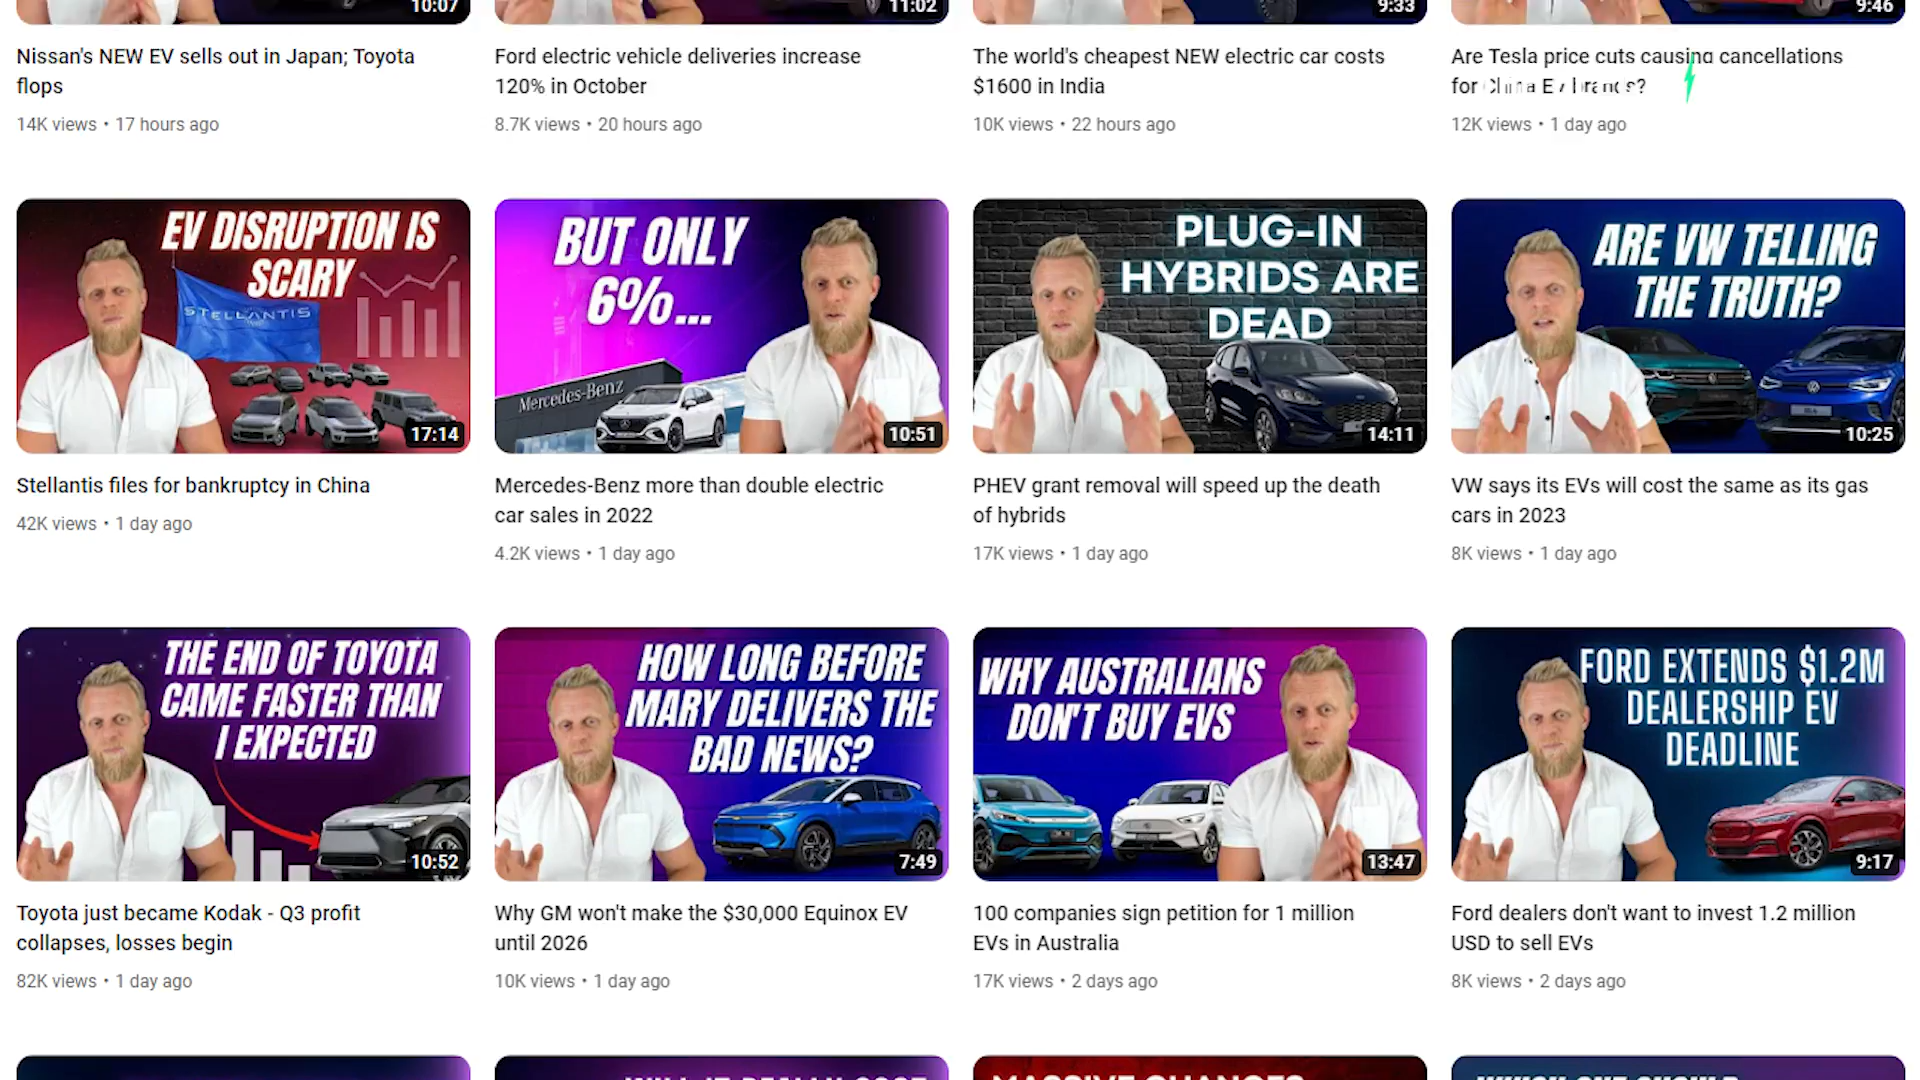 10:07
11:02
9:33
9:46
Nissan's NEW EV sells out in Japan; Toyota
flops
14K views • 17 hours ago
Ford electric vehicle deliveries increase
120% in October
8.7K views • 20 hours ago
The world's cheapest NEW electric car costs
$1600 in India
10K views • 22 hours ago
Are Tesla price cuts causing cancellations
for China EV brands?
12K views • 1 day ago
EV DISRUPTION IS
SCARY
STELLANTIS
17:14
Stellantis files for bankruptcy in China
42K views • 1 day ago
BUT ONLY
6%...
Mercedes-Benz
10:51
Mercedes-Benz more than double electric
car sales in 2022
4.2K views • 1 day ago
PLUG-IN
HYBRIDS ARE
DEAD
14:11
PHEV grant removal will speed up the death
of hybrids
17K views • 1 day ago
ARE VW TELLING
THE TRUTH?
10:25
VW says its EVs will cost the same as its gas
cars in 2023
8K views • 1 day ago
THE END OF TOYOTA
CAME FASTER THAN
I EXPECTED
10:52
Toyota just became Kodak - Q3 profit
collapses, losses begin
82K views • 1 day ago
HOW LONG BEFORE
MARY DELIVERS THE
BAD NEWS?
7:49
Why GM won't make the $30,000 Equinox EV
until 2026
10K views • 1 day ago
WHY AUSTRALIANS
DON'T BUY EVS
13:47
100 companies sign petition for 1 million
EVs in Australia
17K views • 2 days ago
FORD EXTENDS $1.2M
DEALERSHIP EV
DEADLINE
9:17
Ford dealers don't want to invest 1.2 million
USD to sell EVs
8K views • 2 days ago
WILL IT REALLY COST
MASSIVE CHANGES
WHICH ONE SHOULD